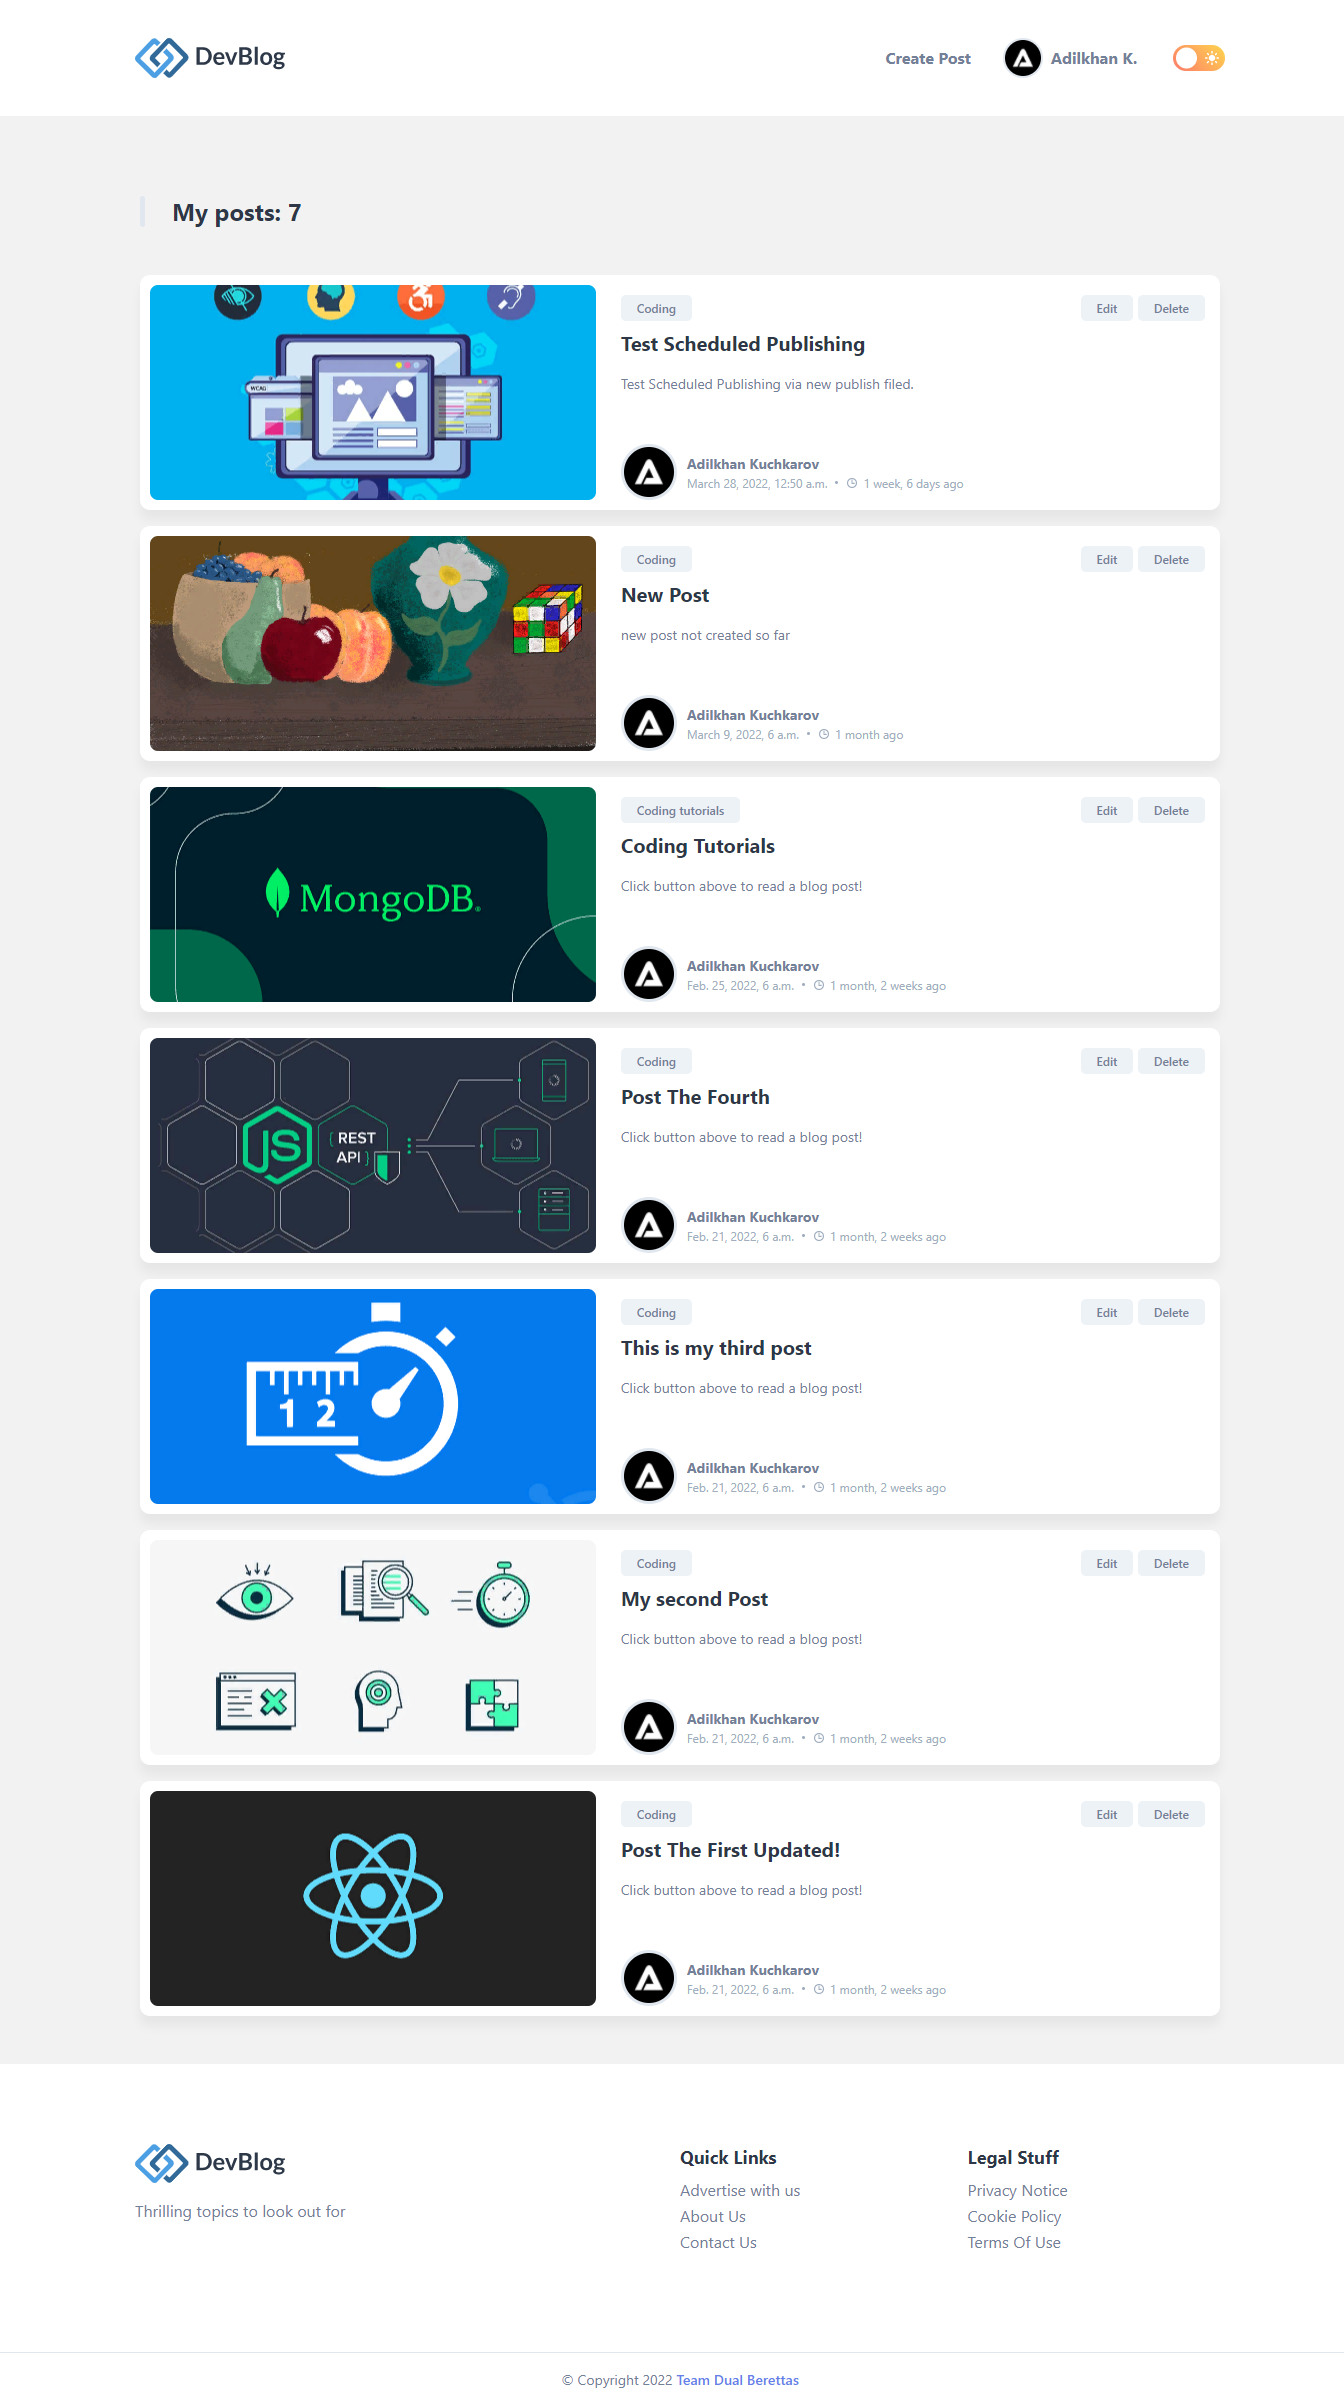 DevBlog
Create Post
Adilkhan K.
My posts: 7
WCAG
Coding
Edit
Delete
Test Scheduled Publishing
Test Scheduled Publishing via new publish filed.
Adilkhan Kuchkarov
March 28, 2022, 12:50 a.m. • 1 week, 6 days ago
Coding
Edit
Delete
New Post
new post not created so far
Adilkhan Kuchkarov
March 9, 2022, 6 a.m. • 1 month ago
MongoDB®
Coding tutorials
Edit
Delete
Coding Tutorials
Click button above to read a blog post!
Adilkhan Kuchkarov
Feb. 25, 2022, 6 a.m. • 1 month, 2 weeks ago
JS
{ REST
API }
Coding
Edit
Delete
Post The Fourth
Click button above to read a blog post!
Adilkhan Kuchkarov
Feb. 21, 2022, 6 a.m. • 1 month, 2 weeks ago
1 2
Coding
Edit
Delete
This is my third post
Click button above to read a blog post!
Adilkhan Kuchkarov
Feb. 21, 2022, 6 a.m. • 1 month, 2 weeks ago
Coding
Edit
Delete
My second Post
Click button above to read a blog post!
Adilkhan Kuchkarov
Feb. 21, 2022, 6 a.m. • 1 month, 2 weeks ago
Coding
Edit
Delete
Post The First Updated!
Click button above to read a blog post!
Adilkhan Kuchkarov
Feb. 21, 2022, 6 a.m. • 1 month, 2 weeks ago
DevBlog
Thrilling topics to look out for
Quick Links
Advertise with us
About Us
Contact Us
Legal Stuff
Privacy Notice
Cookie Policy
Terms Of Use
© Copyright 2022 Team Dual Berettas